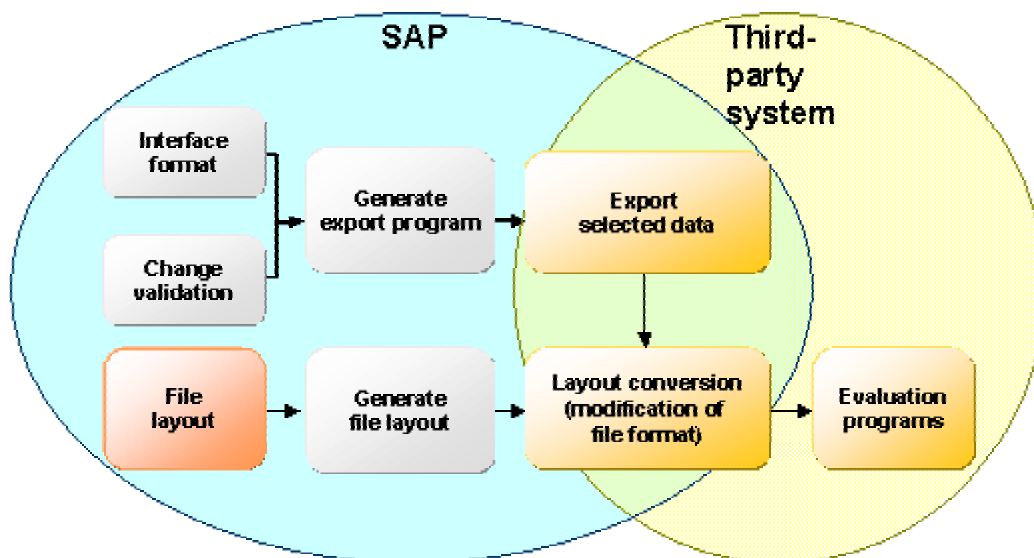 SAP
Third-
party
system
Interface
format
Generate
export program
Export
selected data
Change
validation
File
layout
Generate
file layout
Layout conversion
(modification of
file format)
Evaluation
programs